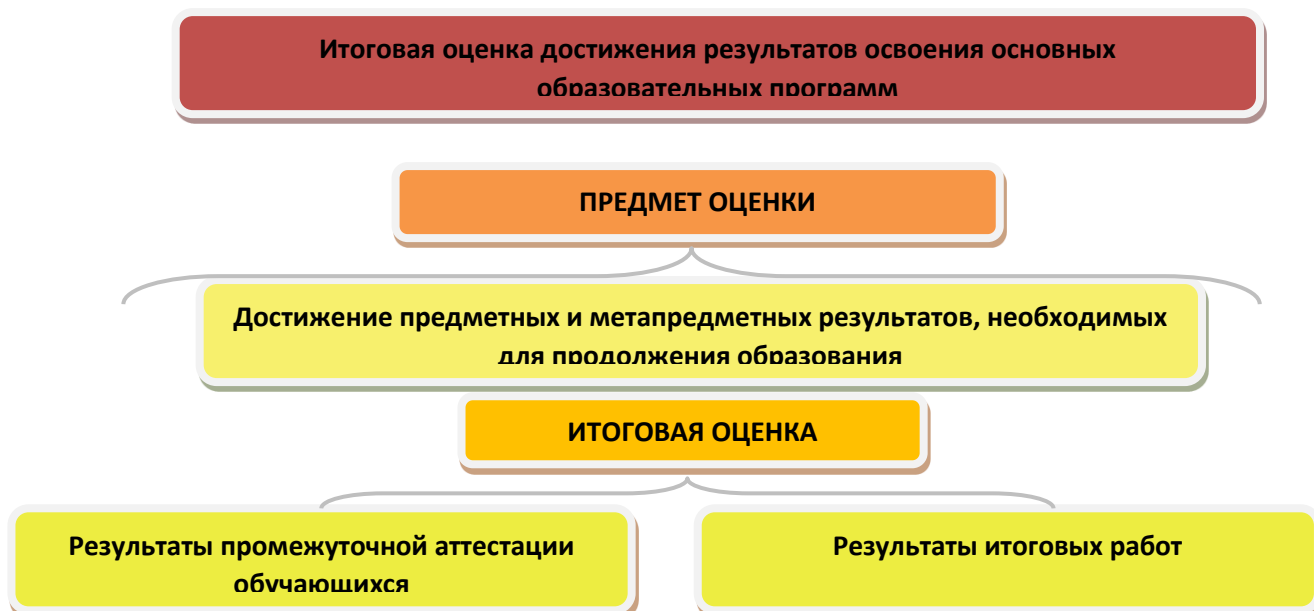 Итоговая оценка достижения результатов освоения основных
образовательных программ
ПРЕДМЕТ ОЦЕНКИ
Достижение предметных и метапредметных результатов, необходимых
для продолжения образования
ИТОГОВАЯ ОЦЕНКА
Результаты промежуточной аттестации
обучающихся
Результаты итоговых работ